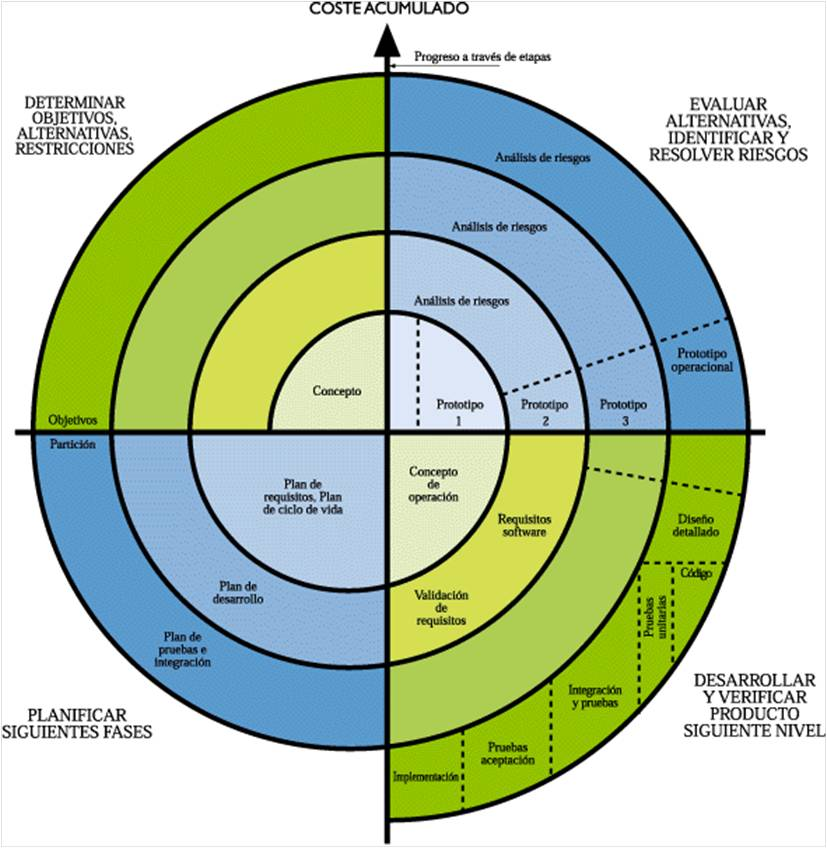 COSTE ACUMULADO
Progreso a través de etapas
DETERMINAR
OBJETIVOS,
ALTERNATIVAS,
RESTRICCIONES
EVALUAR
ALTERNATIVAS,
IDENTIFICAR Y
RESOLVER RIESGOS
Análisis de riesgos
Análisis de riesgos
Análisis de riesgos
Concepto
Prototipo
1
Prototipo
2
Prototipo
3
Prototipo
operacional
Objetivos
Partición
Plan de
requisitos, Plan
de ciclo de vida
Concepto
de
operación
Requisitos
software
Diseño
detallado
Código
Pruebas
unitarias
Plan de
desarrollo
Validación
de
requisitos
Plan de
pruebas e
integración
Integración
y pruebas
Pruebas
aceptación
Implementación
PLANIFICAR
SIGUIENTES FASES
DESARROLLAR
Y VERIFICAR
PRODUCTO
SIGUIENTE NIVEL